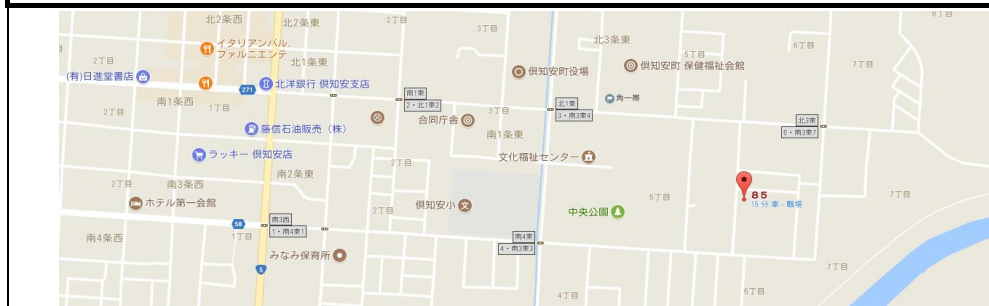 8丁目
北2条西
北2条東
2丁目
3丁目
北3条東
イタリアンバル.
ファルニエンテ
2丁目
北1条東
5丁目
6丁目
7丁目
(有)日進堂書店
271
北洋銀行 倶知安支店
倶知安町役場
倶知安町 保健福祉会館
南1条西
1丁目
南1東
2・北1東2
角一帯
2丁目
3丁目
北1東
3・南3東4
北3東
6・南3東7
藤信石油販売(株)
合同庁舎
南1条東
ラッキー 倶知安店
2丁目
文化福祉センター
南2条東
2丁目
南3条西
5丁目
85
15 分 車 - 職場
7丁目
ホテル第一会館
2丁目
倶知安小
中央公園
58
南3西
1・南4東1
南4条西
1丁目
南4東
4・南3東3
みなみ保育所
5
7丁目
4丁目
6丁目